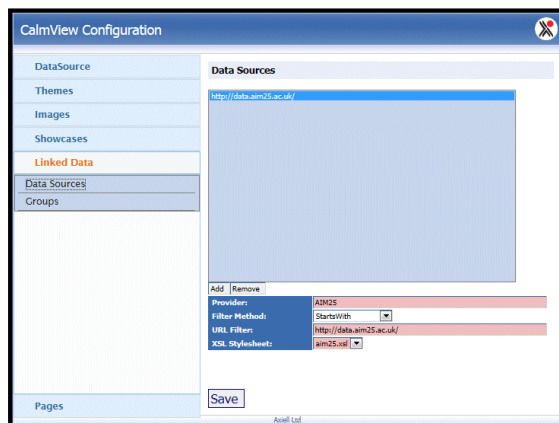 CalmView Configuration
DataSource
Themes
Images
Showcases
Linked Data
Data Sources
Groups
Pages
Data Sources
http://data.aim25.ac.uk/
Add Remove
Provider: AIM25
Filter Method: StartsWith
URL Filter: http://data.aim25.ac.uk/
XSL Stylesheet: aim25.xsl
Save
Axiell Ltd